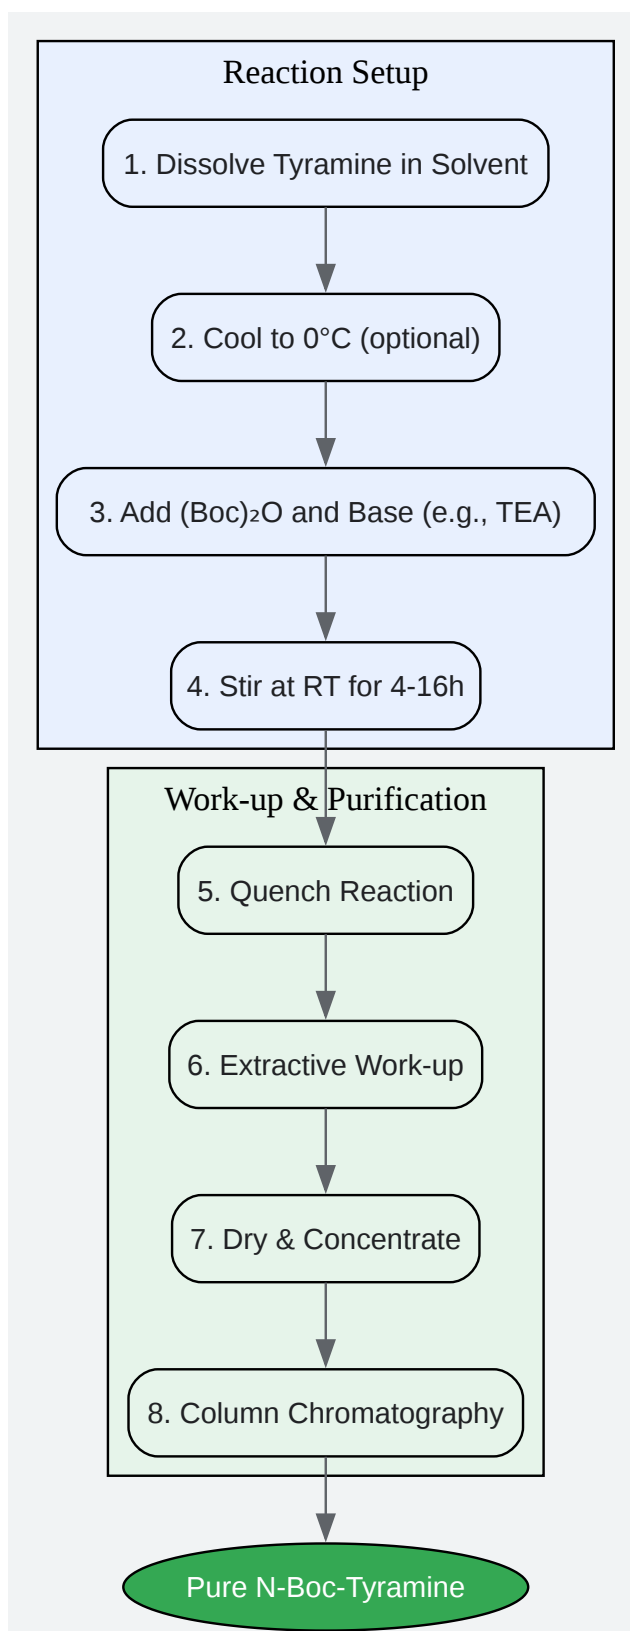 Reaction Setup
1. Dissolve Tyramine in Solvent
2. Cool to 0°C (optional)
3. Add (Boc)₂O and Base (e.g., TEA)
4. Stir at RT for 4-16h
Work-up & Purification
5. Quench Reaction
6. Extractive Work-up
7. Dry & Concentrate
8. Column Chromatography
Pure N-Boc-Tyramine